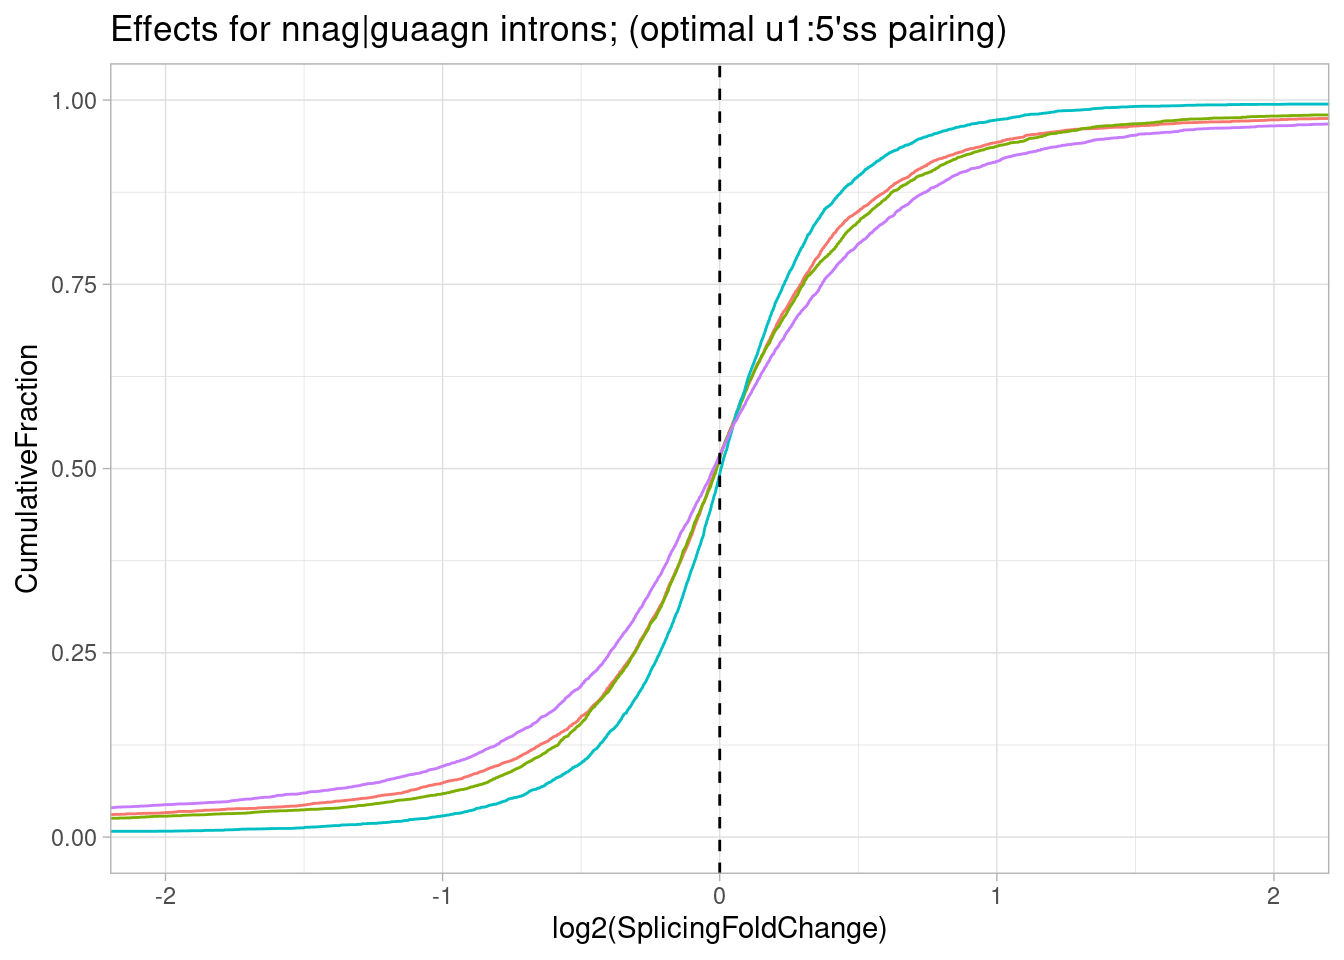 Effects for nnag|guaagn introns; (optimal u1:5'ss pairing)
CumulativeFraction
1.00
0.75
0.50
0.25
0.00
-2 -1 0 1 2
log2(SplicingFoldChange)